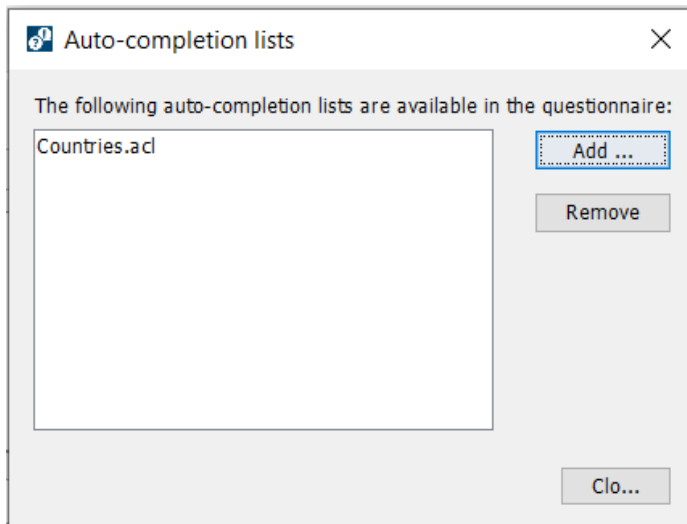 Auto-completion lists
The following auto-completion lists are available in the questionnaire:
Countries.acl
Add ...
Remove
Clo...